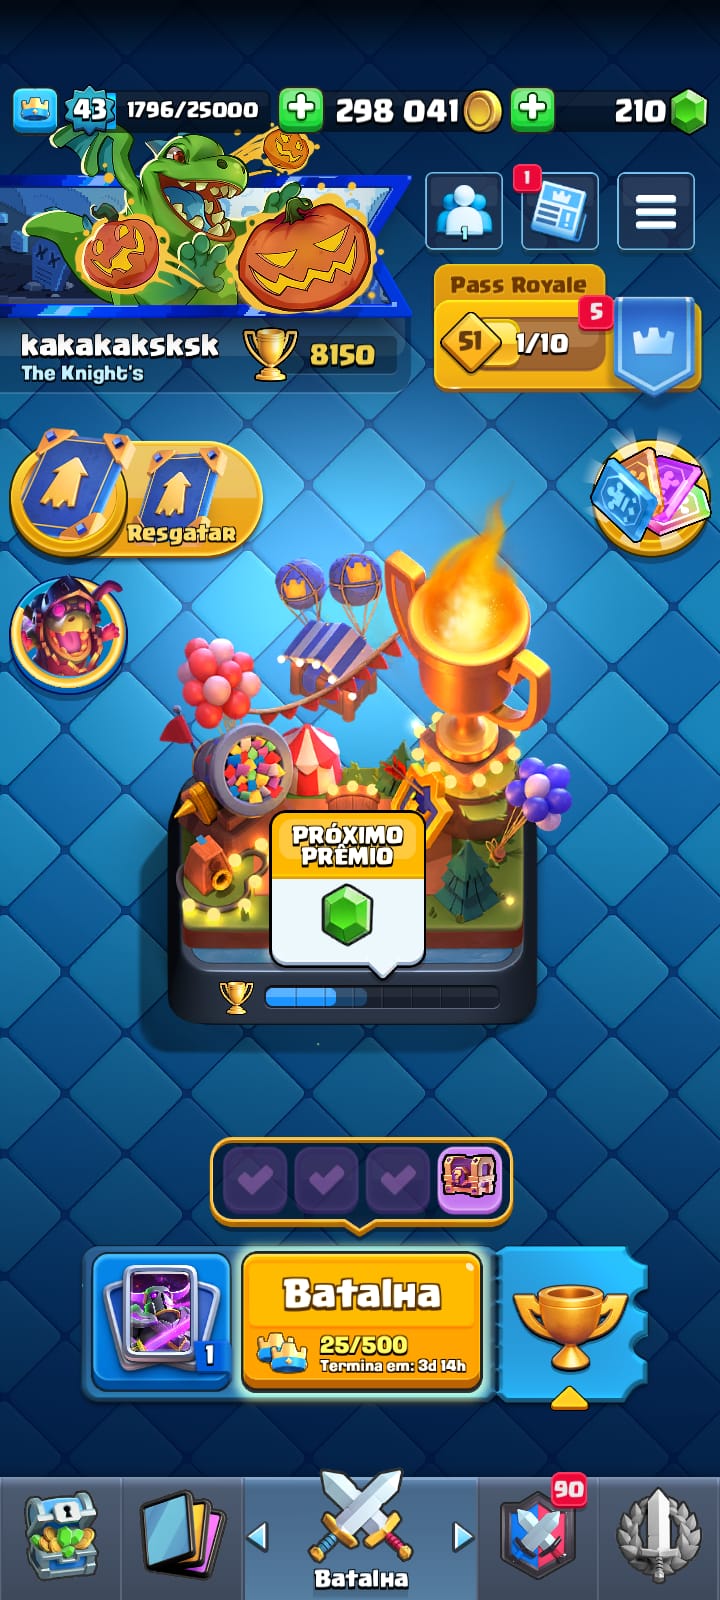 43
1796/25000
298 041
210
1
1
Pass Royale
5
51
1/10
kakakaksksk
8150
The Knight's
Resgatar
PRÓXIMO
PRÊMIO
Batalha
25/500
Termina em: 3d 14h
1
90
Batalha